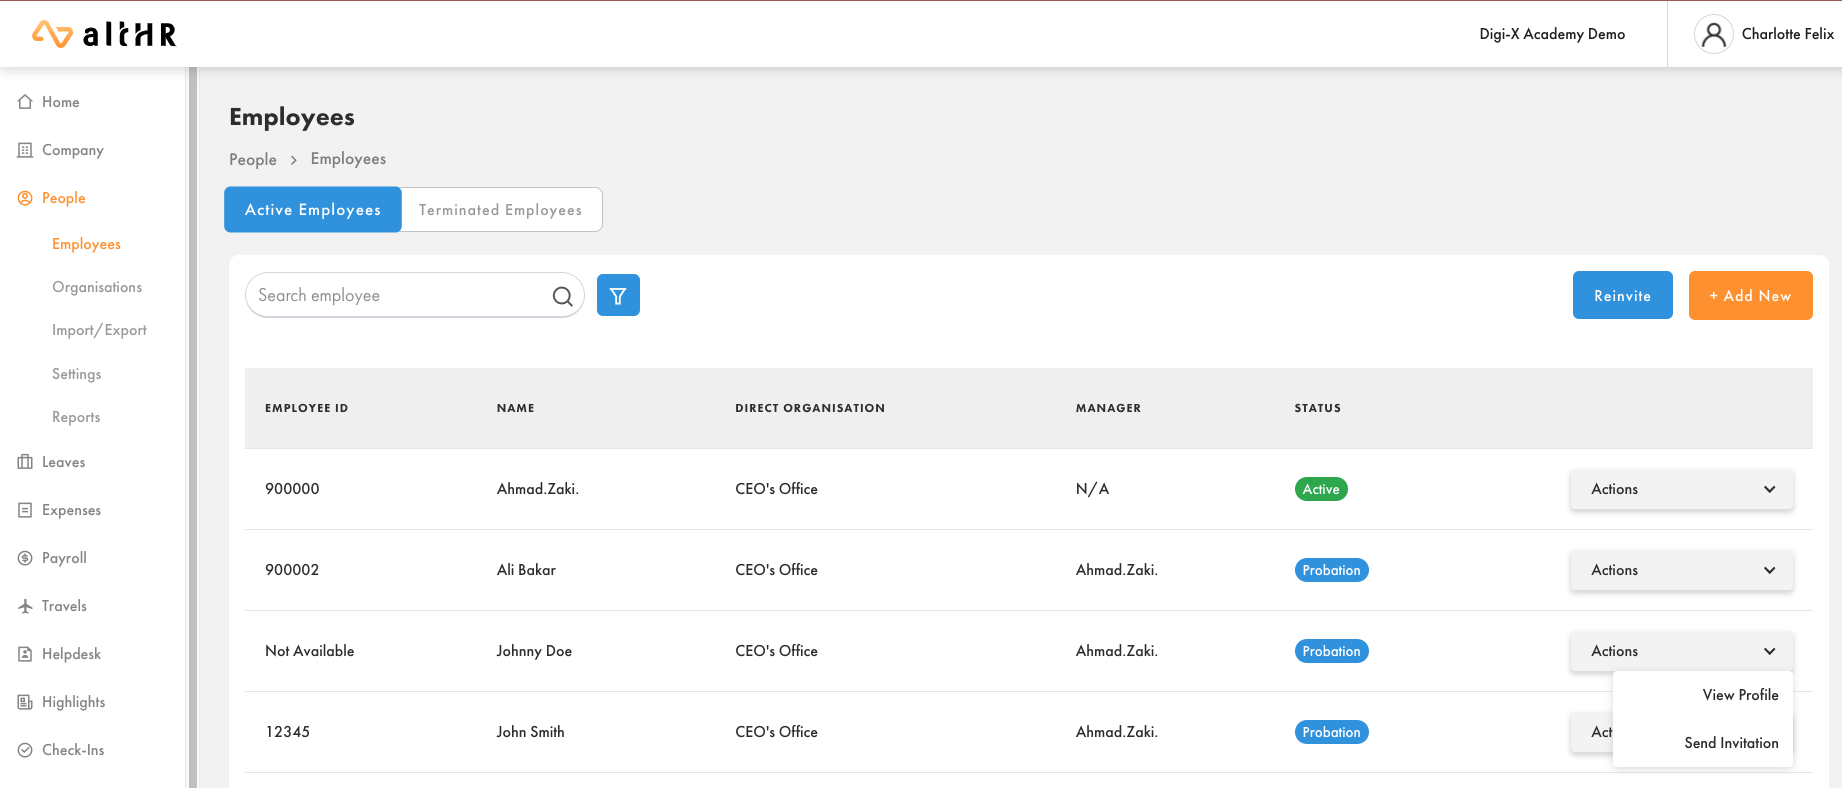 altHR
Digi-X Academy Demo
Charlotte Felix
Home
Company
People
Employees
Organisations
Import/Export
Settings
Reports
Leaves
Expenses
Payroll
Travels
Helpdesk
Highlights
Check-Ins
Employees
People > Employees
Active Employees
Terminated Employees
Search employee
Reinvite
+ Add New
EMPLOYEE ID NAME DIRECT ORGANISATION MANAGER STATUS
900000 Ahmad.Zaki. CEO's Office N/A Active Actions
900002 Ali Bakar CEO's Office Ahmad.Zaki. Probation Actions
Not Available Johnny Doe CEO's Office Ahmad.Zaki. Probation Actions
View Profile
12345 John Smith CEO's Office Ahmad.Zaki. Probation Act
Send Invitation